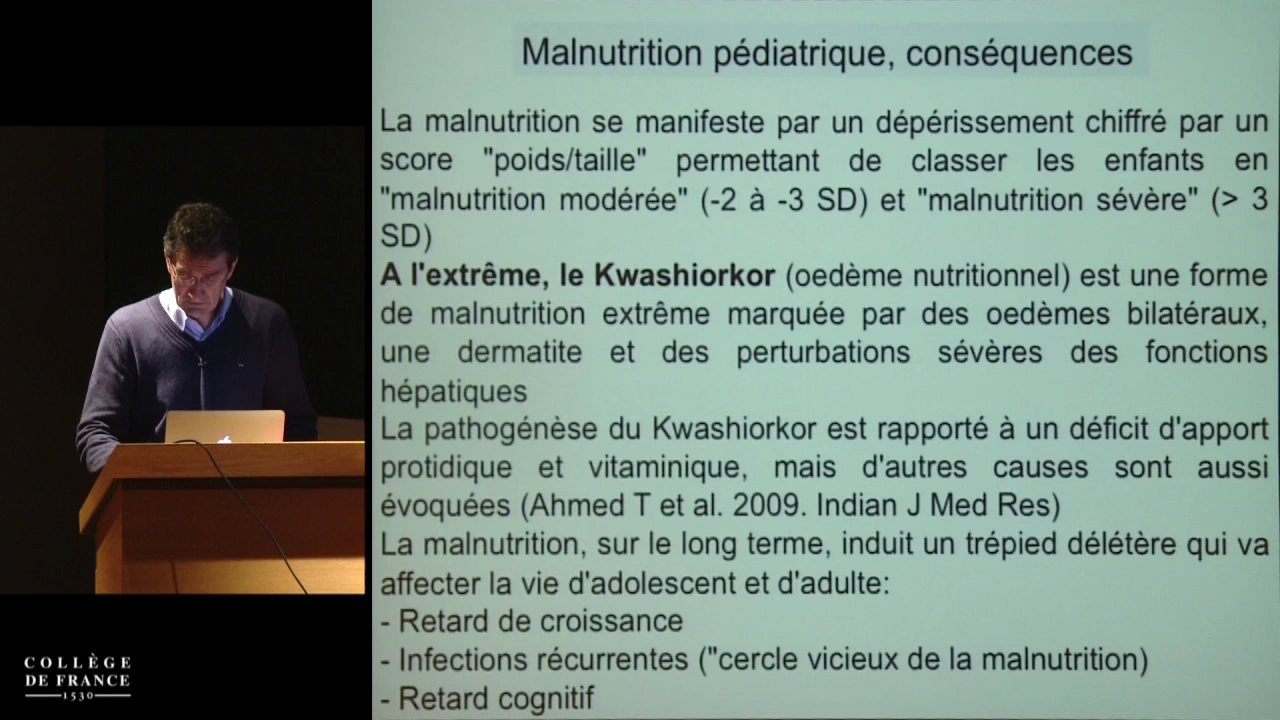 Malnutrition pédiatrique, conséquences
La malnutrition se manifeste par un dépérissement chiffré par un
score "poids/taille" permettant de classer les enfants en
"malnutrition modérée" (-2 à -3 SD) et "malnutrition sévère" (> 3
SD)
A l'extrême, le Kwashiorkor (oedème nutritionnel) est une forme
de malnutrition extrême marquée par des oedèmes bilatéraux,
une dermatite et des perturbations sévères des fonctions
hépatiques
La pathogénèse du Kwashiorkor est rapporté à un déficit d'apport
protidique et vitaminique, mais d'autres causes sont aussi
évoquées (Ahmed T et al. 2009. Indian J Med Res)
La malnutrition, sur le long terme, induit un trépied délétère qui va
affecter la vie d'adolescent et d'adulte:
- Retard de croissance
- Infections récurrentes ("cercle vicieux de la malnutrition)
- Retard cognitif
COLLÈGE
DE FRANCE
1530